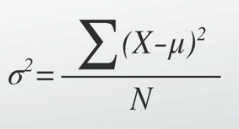 σ² = ∑(X-μ)² / N